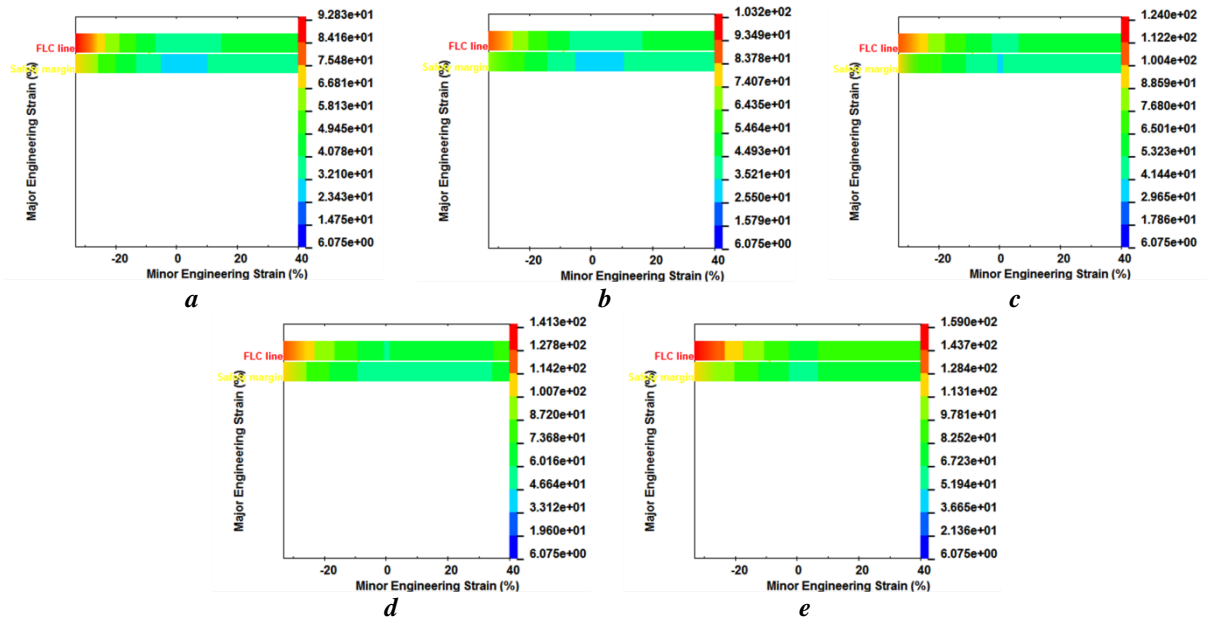 9.283e+01
8.416e+01
7.548e+01
6.681e+01
5.813e+01
4.945e+01
4.078e+01
3.210e+01
2.343e+01
1.475e+01
6.075e+00
FLC line
Safety margin
Major Engineering Strain (%)
-20 0 20 40
Minor Engineering Strain (%)
a
1.032e+02
9.349e+01
8.378e+01
7.407e+01
6.435e+01
5.464e+01
4.493e+01
3.521e+01
2.550e+01
1.579e+01
6.075e+00
FLC line
Safety margin
Major Engineering Strain (%)
-20 0 20 40
Minor Engineering Strain (%)
b
1.240e+02
1.122e+02
1.004e+02
8.859e+01
7.680e+01
6.501e+01
5.323e+01
4.144e+01
2.965e+01
1.786e+01
6.075e+00
FLC line
Safety margin
Major Engineering Strain (%)
-20 0 20 40
Minor Engineering Strain (%)
c
1.413e+02
1.278e+02
1.142e+02
1.007e+02
8.720e+01
7.368e+01
6.016e+01
4.664e+01
3.312e+01
1.960e+01
6.075e+00
FLC line
Safety margin
Major Engineering Strain (%)
-20 0 20 40
Minor Engineering Strain (%)
d
1.590e+02
1.437e+02
1.284e+02
1.131e+02
9.781e+01
8.252e+01
6.723e+01
5.194e+01
3.665e+01
2.136e+01
6.075e+00
FLC line
Safety margin
Major Engineering Strain (%)
-20 0 20 40
Minor Engineering Strain (%)
e